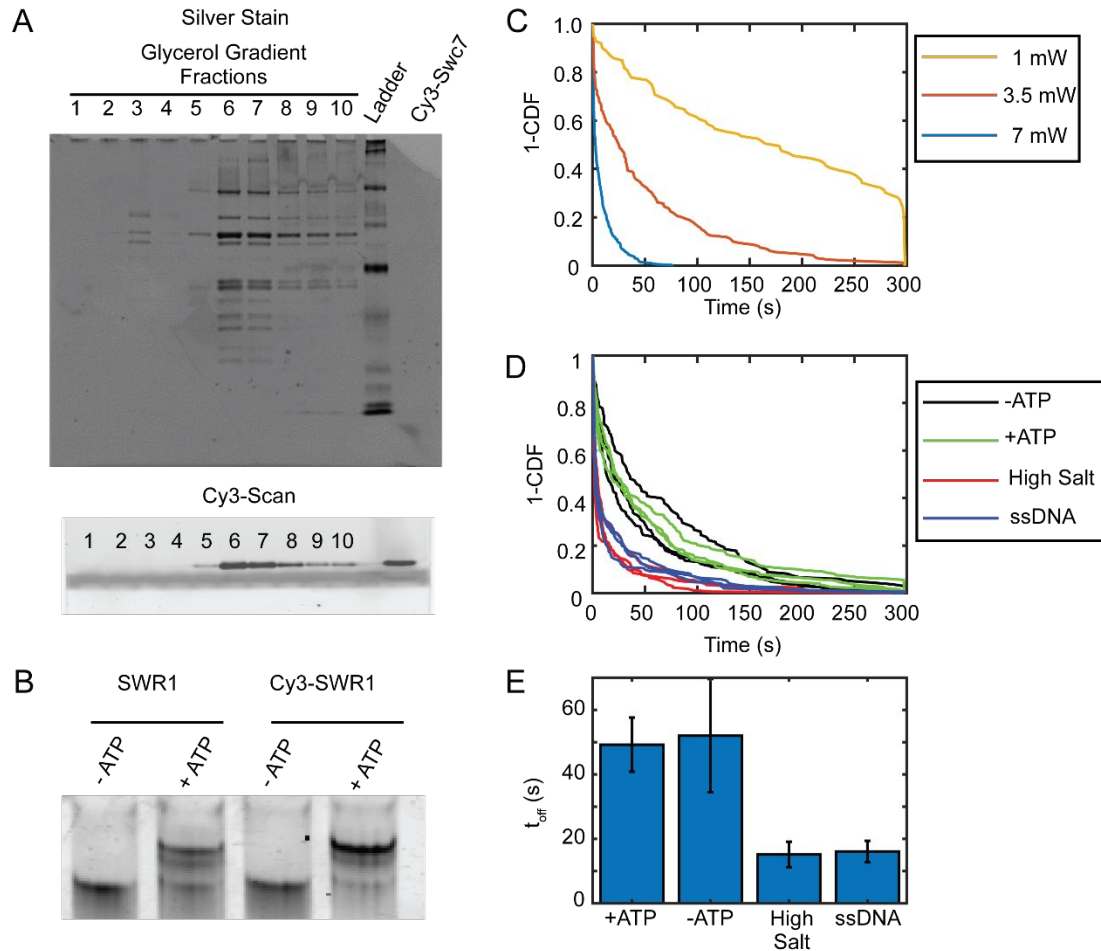 A
Silver Stain
Glycerol Gradient
Fractions
1 2 3 4 5 6 7 8 9 10 Ladder Cy3-Swc7
Cy3-Scan
1 2 3 4 5 6 7 8 9 10
B
SWR1 Cy3-SWR1
- ATP + ATP - ATP + ATP
C
1-CDF
1.0
0.8
0.6
0.4
0.2
0
0 50 100 150 200 250 300
Time (s)
1 mW
3.5 mW
7 mW
D
1-CDF
1
0.8
0.6
0.4
0.2
0
0 50 100 150 200 250 300
Time (s)
-ATP
+ATP
High Salt
ssDNA
E
toff (s)
60
40
20
0
+ATP -ATP High Salt ssDNA